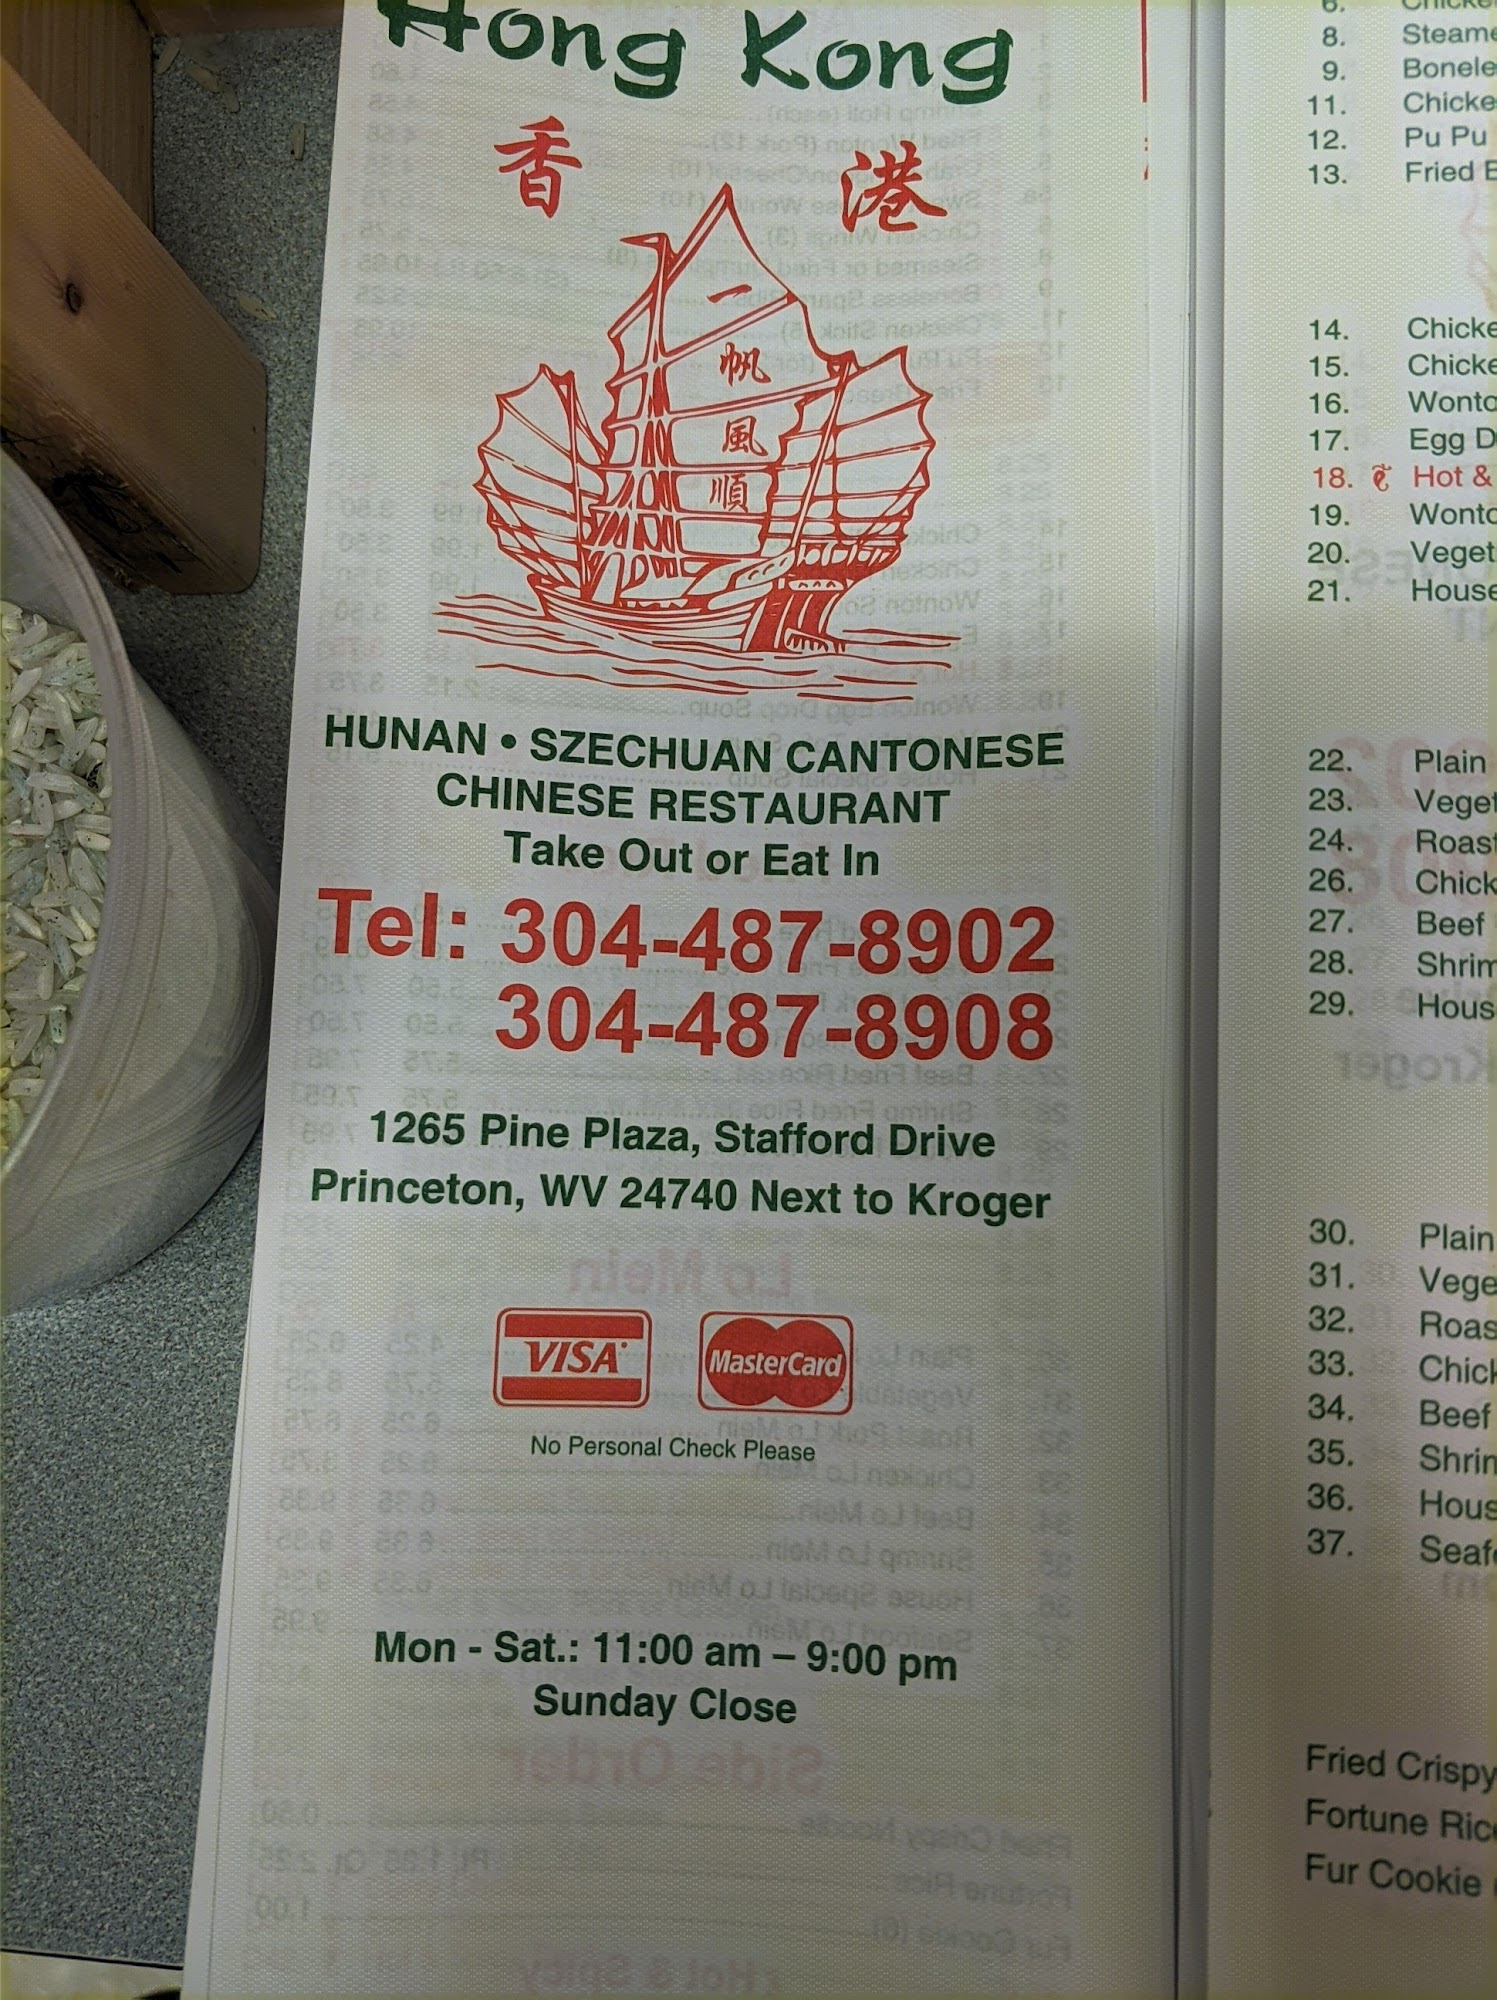 Hong Kong
香 港
一
帆
風
順
HUNAN • SZECHUAN CANTONESE
CHINESE RESTAURANT
Take Out or Eat In
Tel: 304-487-8902
304-487-8908
1265 Pine Plaza, Stafford Drive
Princeton, WV 24740 Next to Kroger
VISA MasterCard
No Personal Check Please
Mon - Sat.: 11:00 am – 9:00 pm
Sunday Close
8. Steame
9. Bonele
11. Chicke
12. Pu Pu
13. Fried
14. Chicke
15. Chicke
16. Wonto
17. Egg D
18. Hot &
19. Wonto
20. Veget
21. House
22. Plain
23. Veget
24. Roast
26. Chick
27. Beef
28. Shrim
29. Hous
30. Plain
31. Vege
32. Roas
33. Chick
34. Beef
35. Shrin
36. Hous
37. Seaf
Fried Crispy
Fortune Ric
Fur Cookie